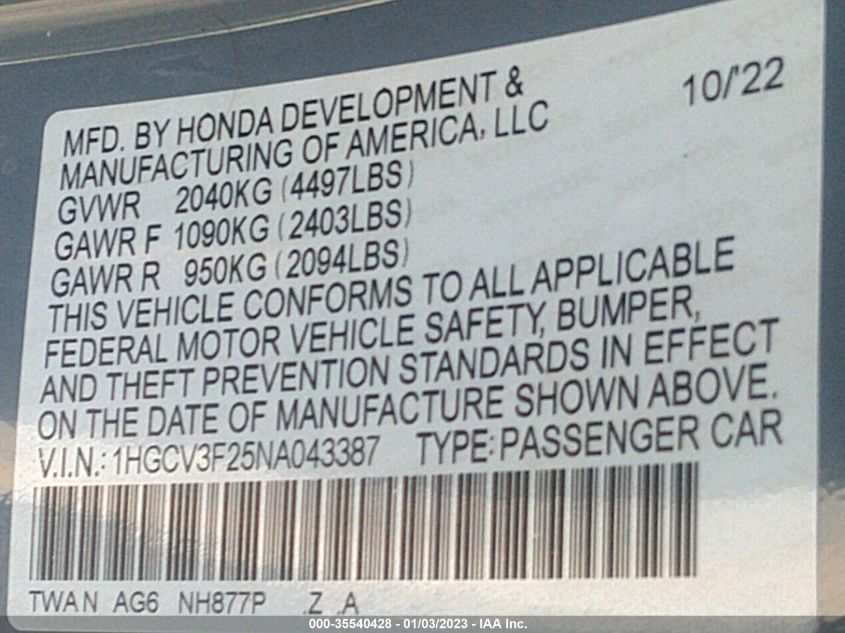 10/'22
MFD. BY HONDA DEVELOPMENT &
MANUFACTURING OF AMERICA, LLC
GVWR 2040KG (4497LBS)
GAWR F 1090KG (2403LBS)
GAWR R 950KG (2094LBS)
THIS VEHICLE CONFORMS TO ALL APPLICABLE
FEDERAL MOTOR VEHICLE SAFETY, BUMPER,
AND THEFT PREVENTION STANDARDS IN EFFECT
ON THE DATE OF MANUFACTURE SHOWN ABOVE.
V.I.N.: 1HGCV3F25NA043387 TYPE: PASSENGER CAR
TWAN AG6 NH877P .Z .A
000-35540428 - 01/03/2023 - IAA Inc.